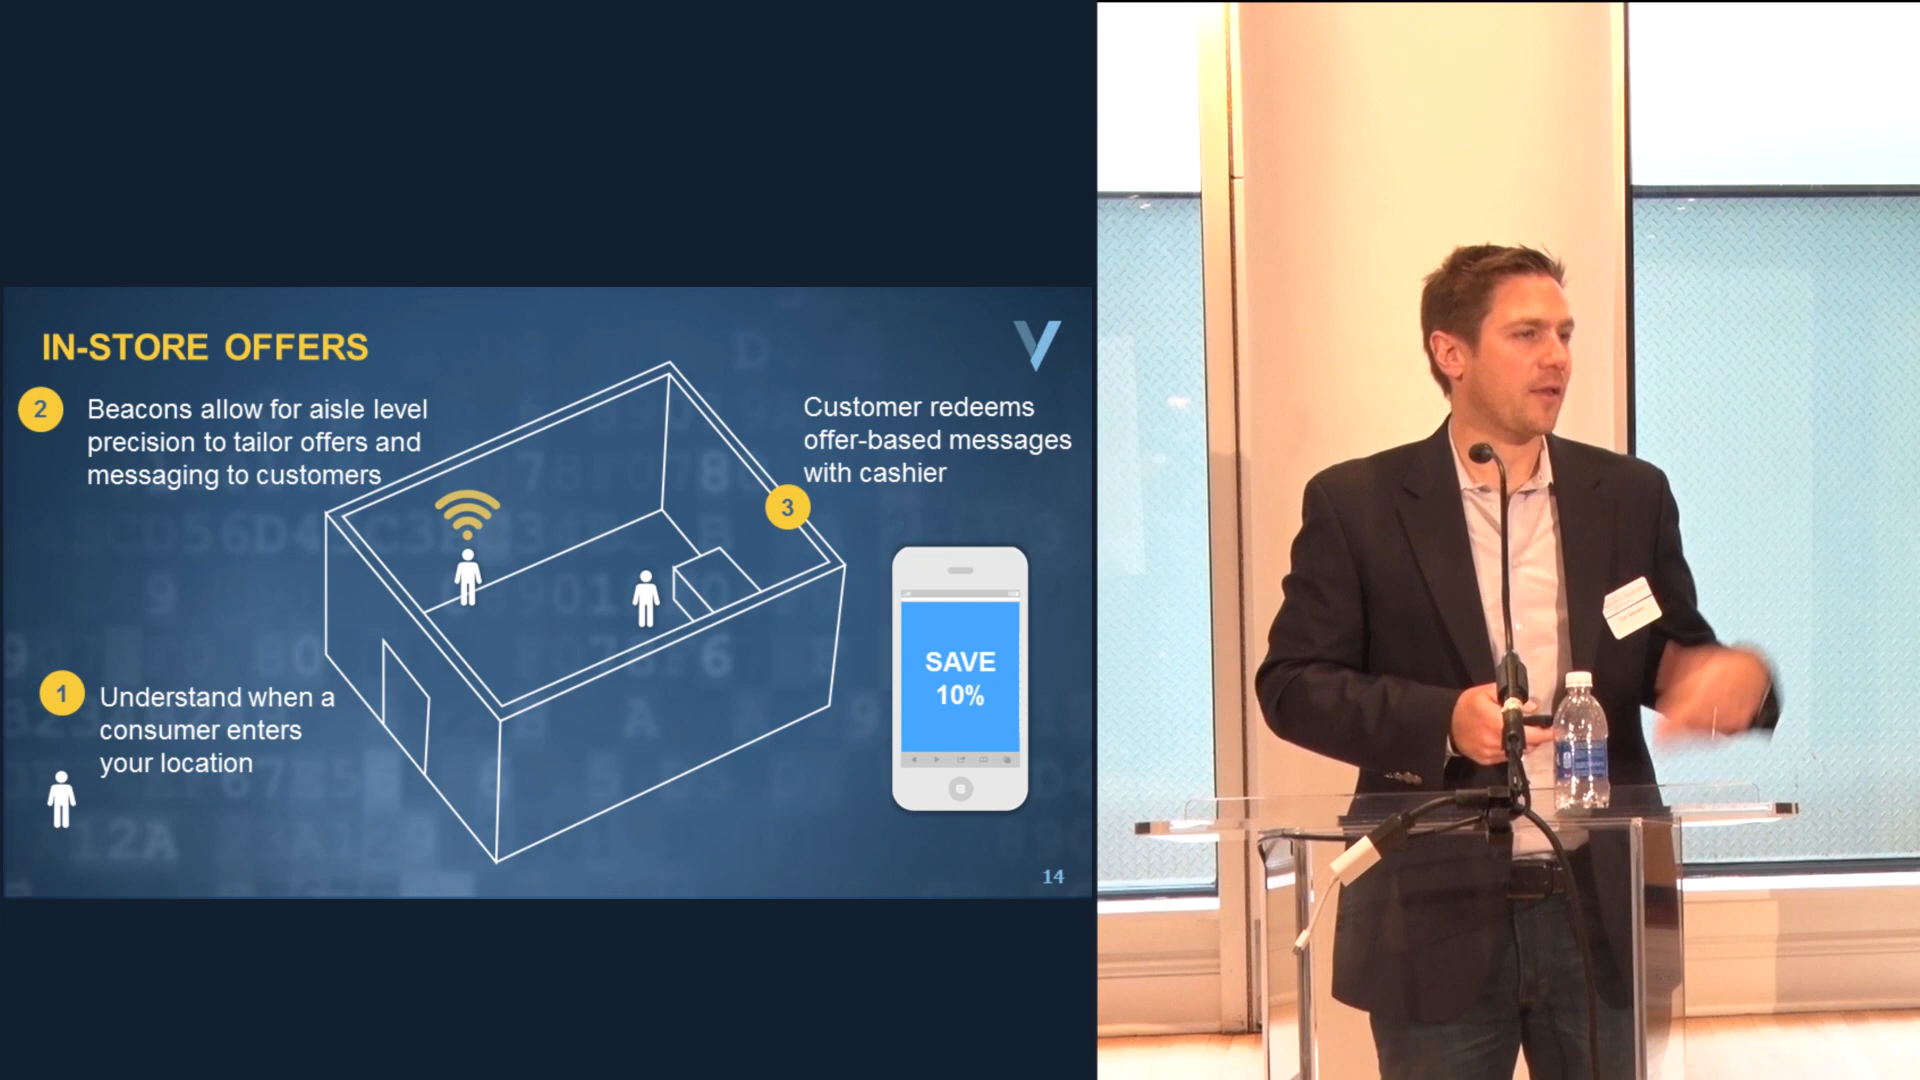 IN-STORE OFFERS
2
Beacons allow for aisle level
precision to tailor offers and
messaging to customers
Customer redeems
offer-based messages
with cashier
3
1
Understand when a
consumer enters
your location
SAVE
10%
14